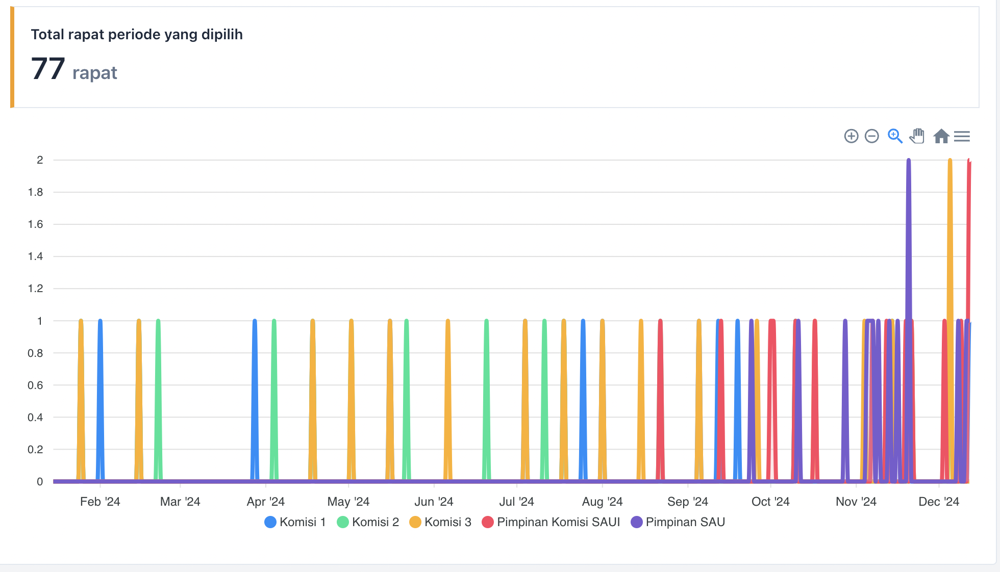 Total rapat periode yang dipilih
77 rapat
2
1.8
1.6
1.4
1.2
1
0.8
0.6
0.4
0.2
0
Feb '24 Mar '24 Apr '24 May '24 Jun '24 Jul '24 Aug '24 Sep '24 Oct '24 Nov '24 Dec '24
Komisi 1 Komisi 2 Komisi 3 Pimpinan Komisi SAUI Pimpinan SAU